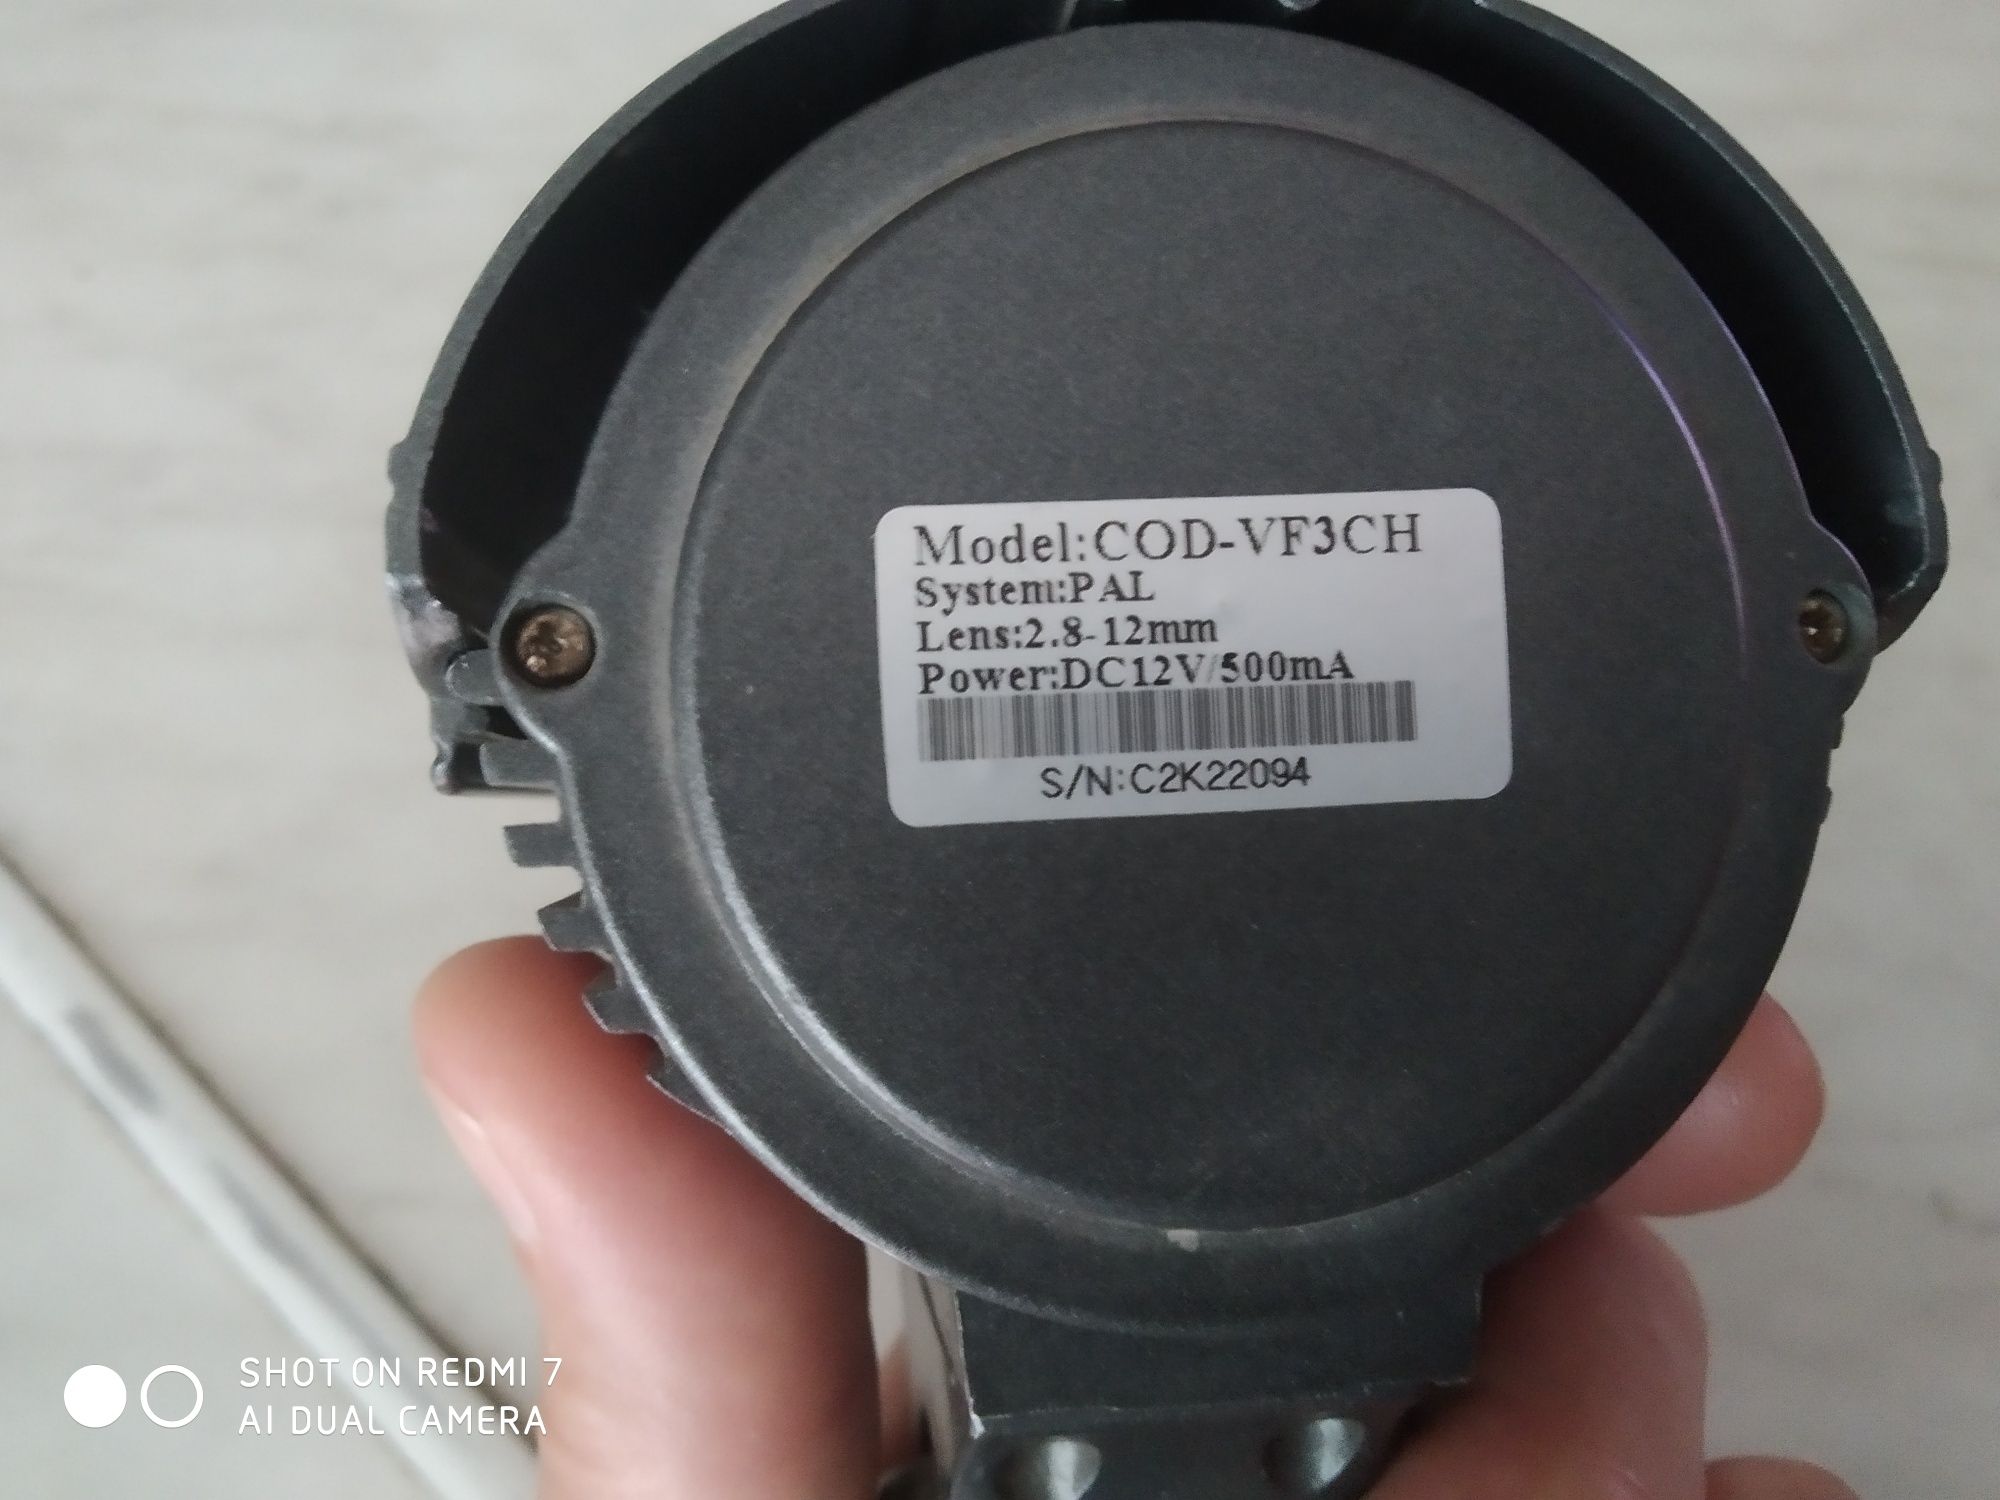 Model:COD-VF3CH
System:PAL
Lens:2.8-12mm
Power:DC12V/500mA
S/N:C2K22094
SHOT ON REDMI 7
AI DUAL CAMERA